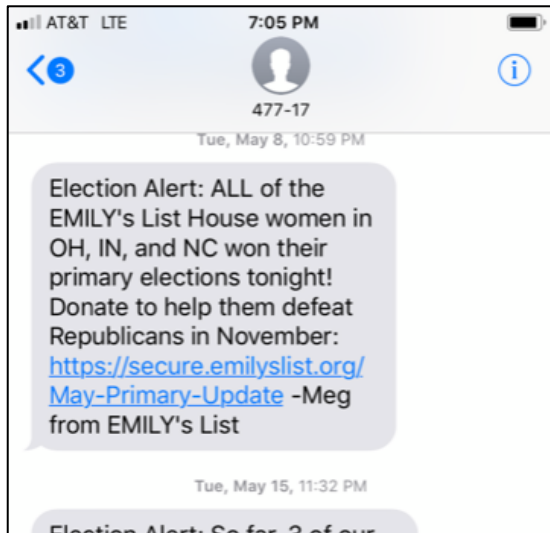 AT&T LTE 7:05 PM
3
477-17
Tue, May 8, 10:59 PM
Election Alert: ALL of the
EMILY's List House women in
OH, IN, and NC won their
primary elections tonight!
Donate to help them defeat
Republicans in November:
https://secure.emilyslist.org/
May-Primary-Update -Meg
from EMILY's List
Tue, May 15, 11:32 PM
Election Alert: So far, 3 of our